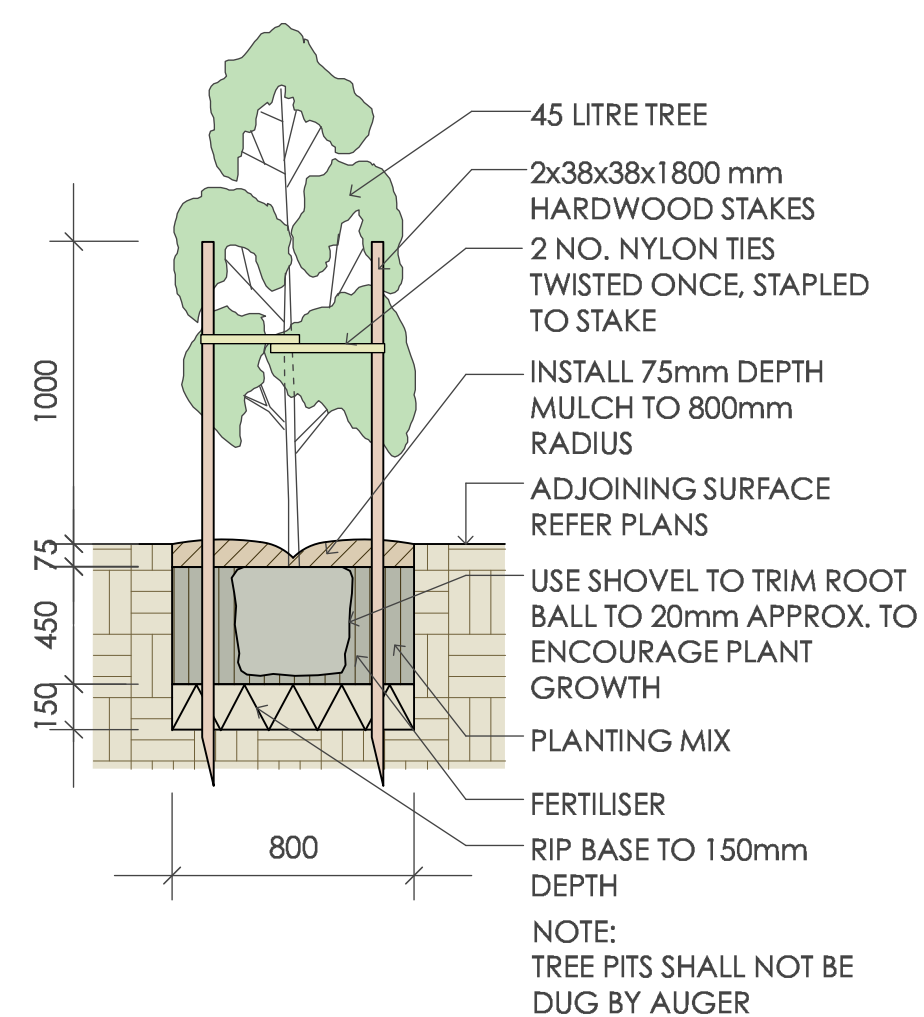 45 LITRE TREE
2x38x38x1800 mm
HARDWOOD STAKES
2 NO. NYLON TIES
TWISTED ONCE, STAPLED
TO STAKE
INSTALL 75mm DEPTH
MULCH TO 800mm
RADIUS
ADJOINING SURFACE
REFER PLANS
USE SHOVEL TO TRIM ROOT
BALL TO 20mm APPROX. TO
ENCOURAGE PLANT
GROWTH
PLANTING MIX
FERTILISER
RIP BASE TO 150mm
DEPTH
NOTE:
TREE PITS SHALL NOT BE
DUG BY AUGER
1000
75
450
150
800